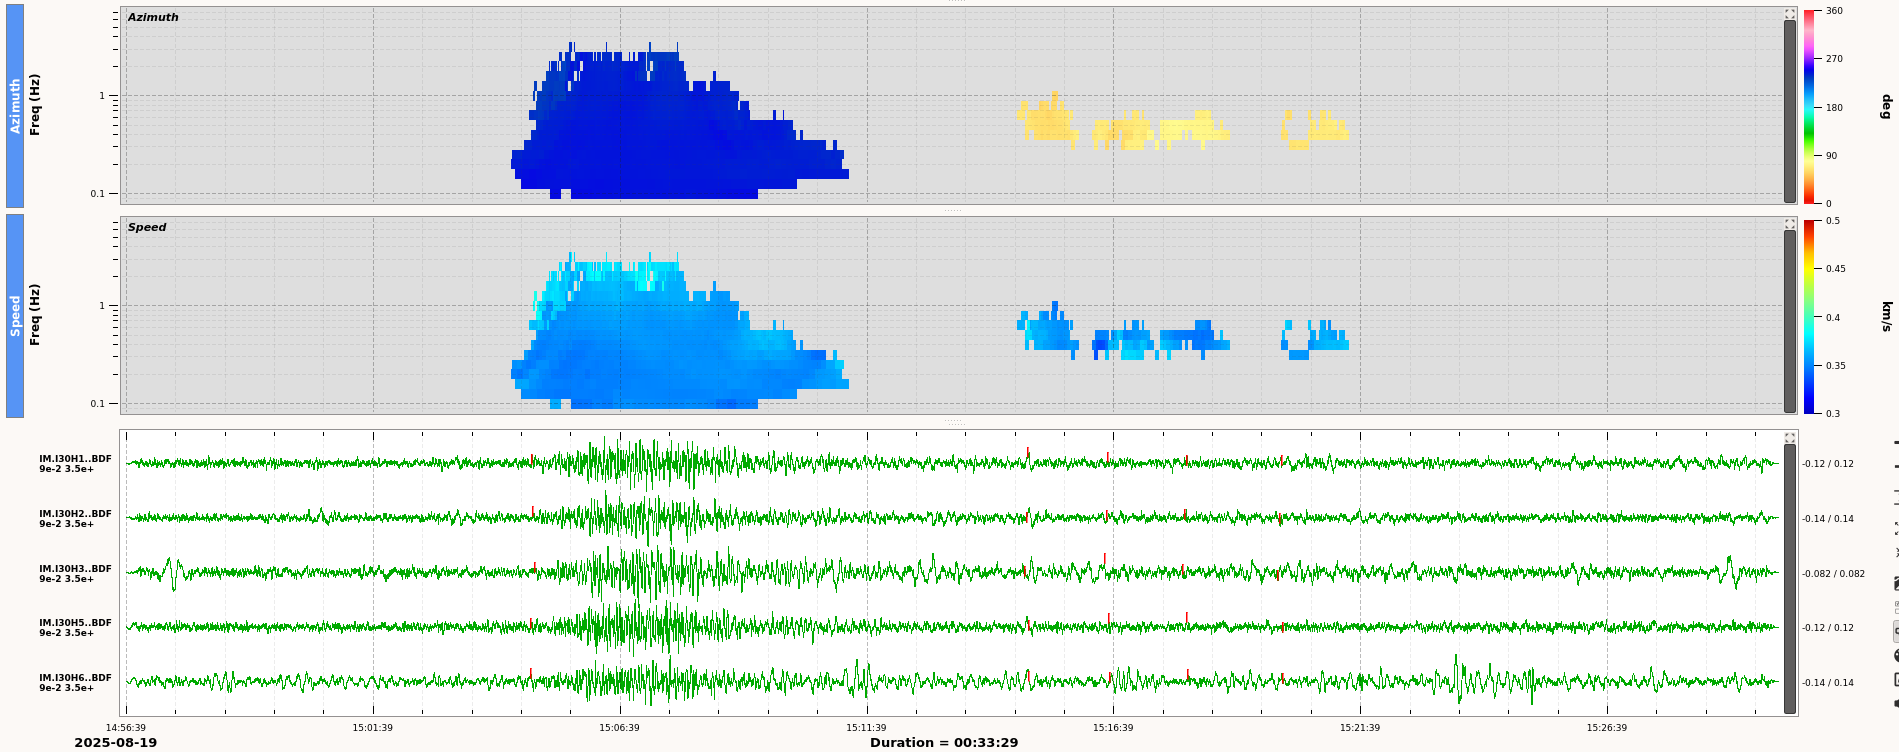 Azimuth
Freq (Hz)
Azimuth
1
0.1
360
270
180
90
0
deg
Speed
Freq (Hz)
Speed
1
0.1
0.5
0.45
0.4
0.35
0.3
km/s
IM.I30H1..BDF
9e-2 3.5e+
-0.12 / 0.12
IM.I30H2..BDF
9e-2 3.5e+
-0.14 / 0.14
IM.I30H3..BDF
9e-2 3.5e+
-0.082 / 0.082
IM.I30H5..BDF
9e-2 3.5e+
-0.12 / 0.12
IM.I30H6..BDF
9e-2 3.5e+
-0.14 / 0.14
14:56:39 15:01:39 15:06:39 15:11:39 15:16:39 15:21:39 15:26:39
2025-08-19 Duration = 00:33:29